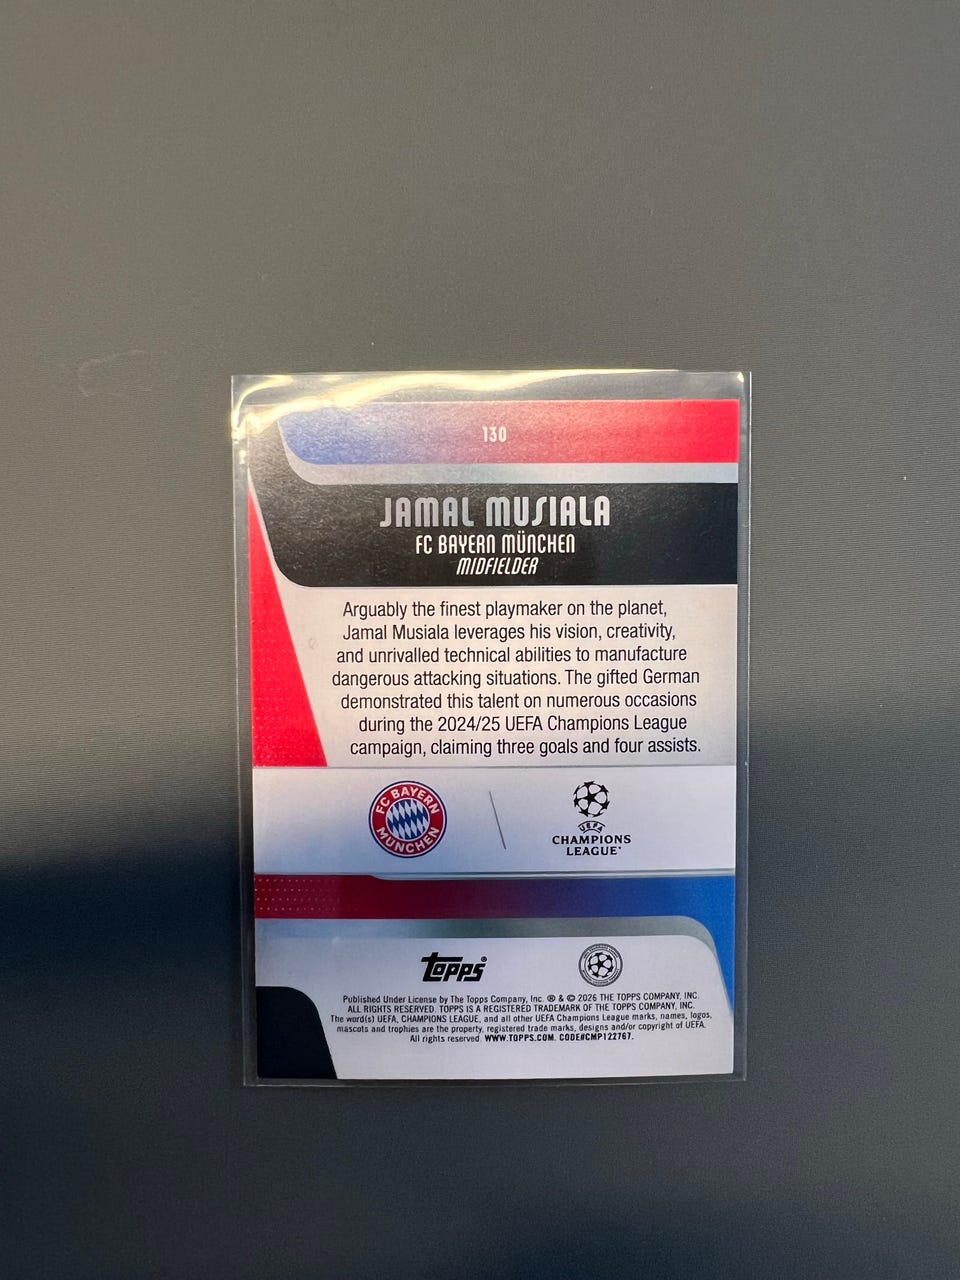 130
JAMAL MUSIALA
FC BAYERN MÜNCHEN
MIDFIELDER
Arguably the finest playmaker on the planet,
Jamal Musiala leverages his vision, creativity,
and unrivalled technical abilities to manufacture
dangerous attacking situations. The gifted German
demonstrated this talent on numerous occasions
during the 2024/25 UEFA Champions League
campaign, claiming three goals and four assists.
FC BAYERN
MÜNCHEN
UEFA
CHAMPIONS
LEAGUE
topps
Published Under License by The Topps Company, Inc. ® & © 2026 THE TOPPS COMPANY, INC.
ALL RIGHTS RESERVED. TOPPS IS A REGISTERED TRADEMARK OF THE TOPPS COMPANY, INC.
The word(s) UEFA, CHAMPIONS LEAGUE, and all other UEFA Champions League marks, names, logos,
mascots and trophies are the property, registered trade marks, designs and/or copyright of UEFA.
All rights reserved. WWW.TOPPS.COM. CODE#CMP122767.